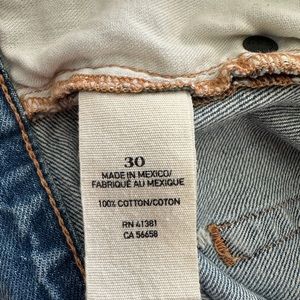 30
MADE IN MEXICO/
FABRIQUÉ AU MEXIQUE
100% COTTON/COTON
RN 41381
CA 56658